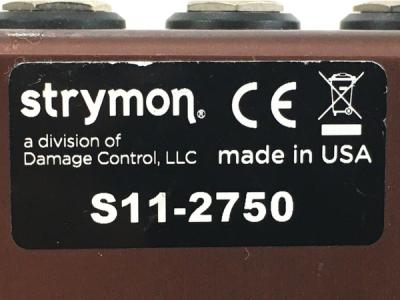 strymon® CE
a division of
Damage Control, LLC made in USA
S11-2750